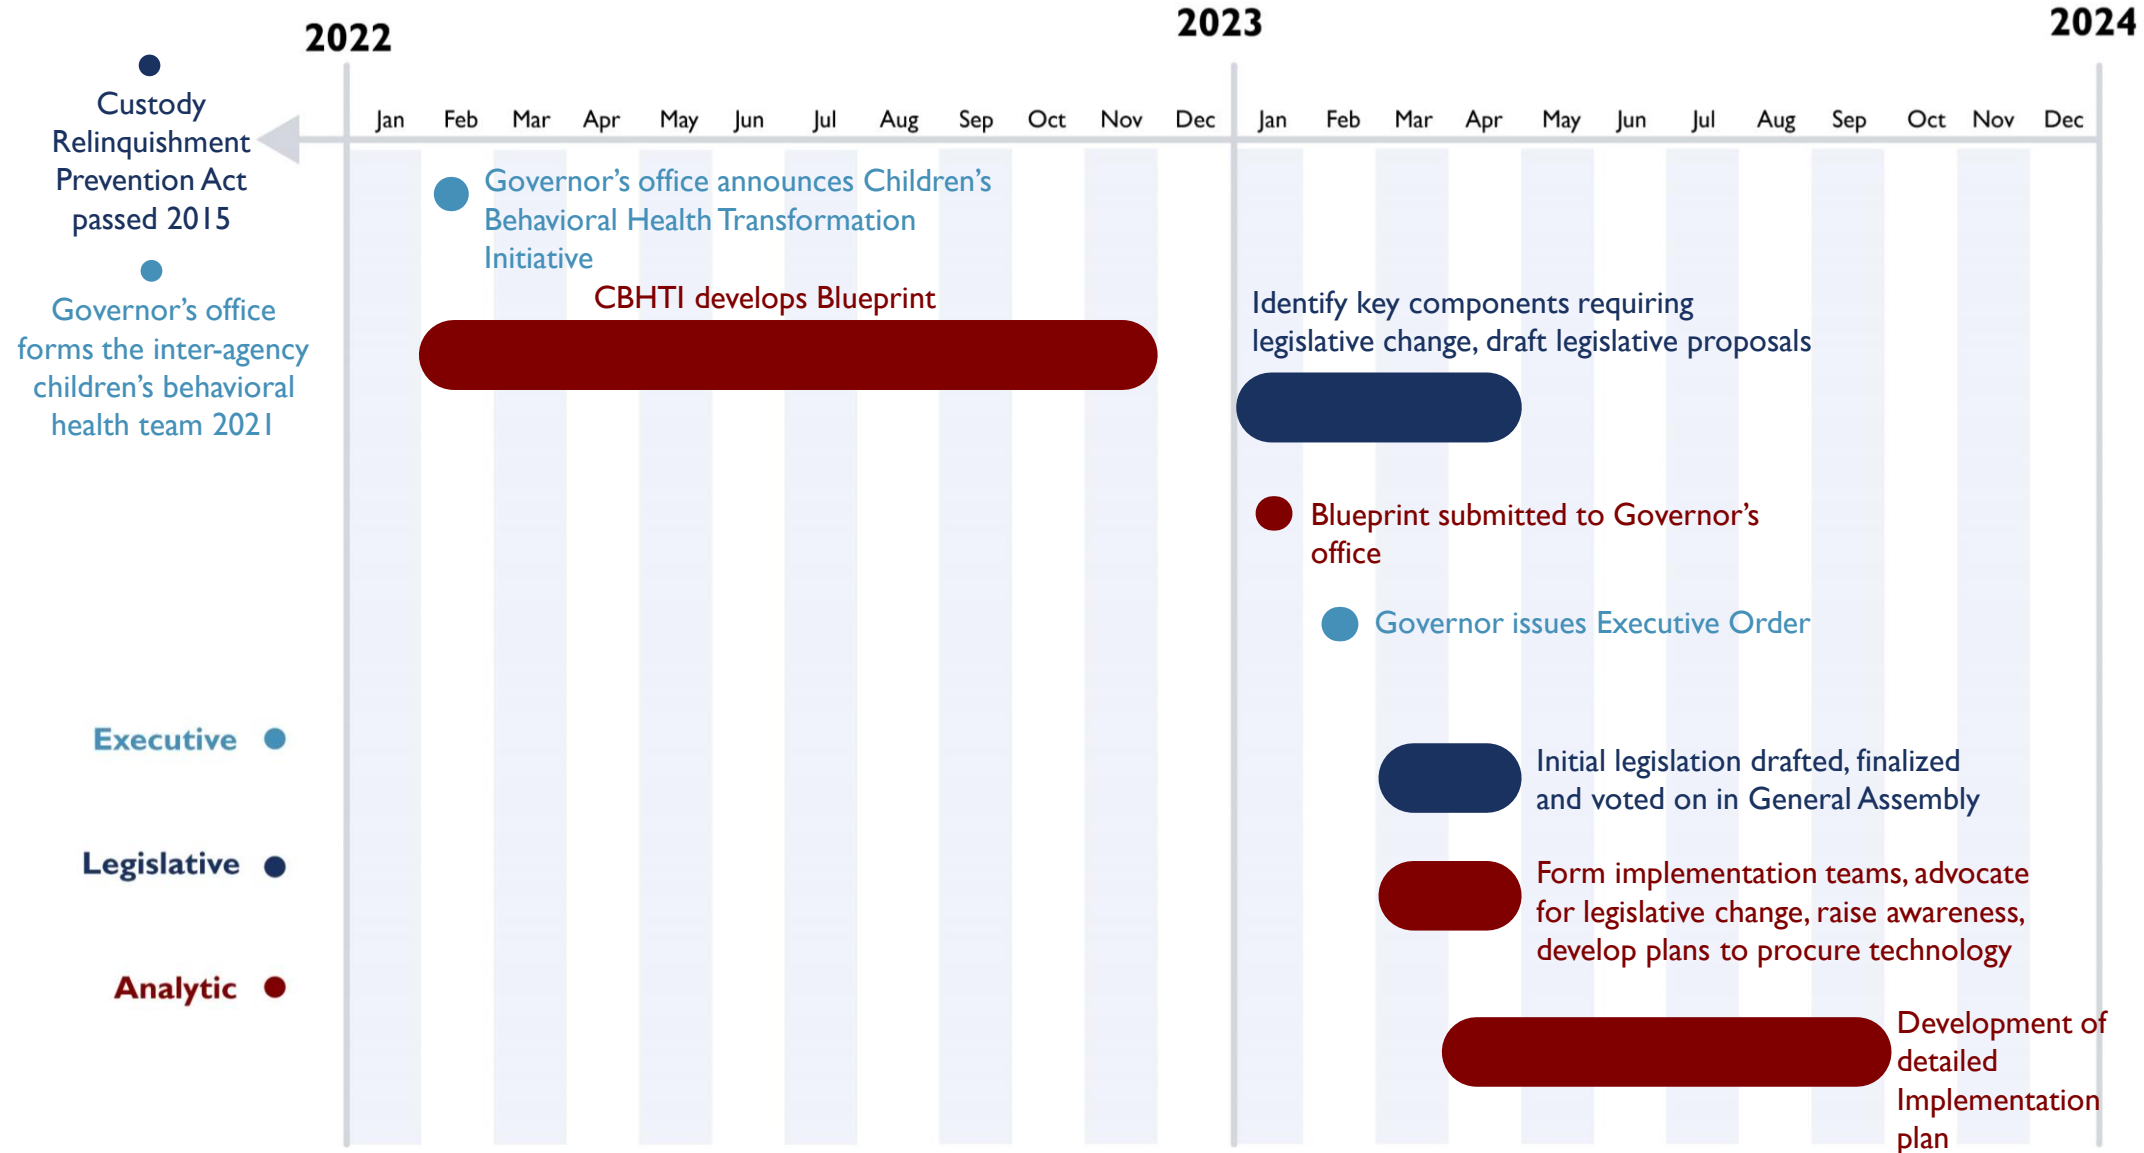 2022
2023
2024
Jan Feb Mar Apr May Jun Jul Aug Sep Oct Nov Dec Jan Feb Mar Apr May Jun Jul Aug Sep Oct Nov Dec
Custody
Relinquishment
Prevention Act
passed 2015
Governor’s office
forms the inter-agency
children’s behavioral
health team 2021
Governor’s office announces Children’s
Behavioral Health Transformation
Initiative
CBHTI develops Blueprint
Identify key components requiring
legislative change, draft legislative proposals
Blueprint submitted to Governor’s
office
Governor issues Executive Order
Executive
Legislative
Analytic
Initial legislation drafted, finalized
and voted on in General Assembly
Form implementation teams, advocate
for legislative change, raise awareness,
develop plans to procure technology
Development of
detailed
Implementation
plan